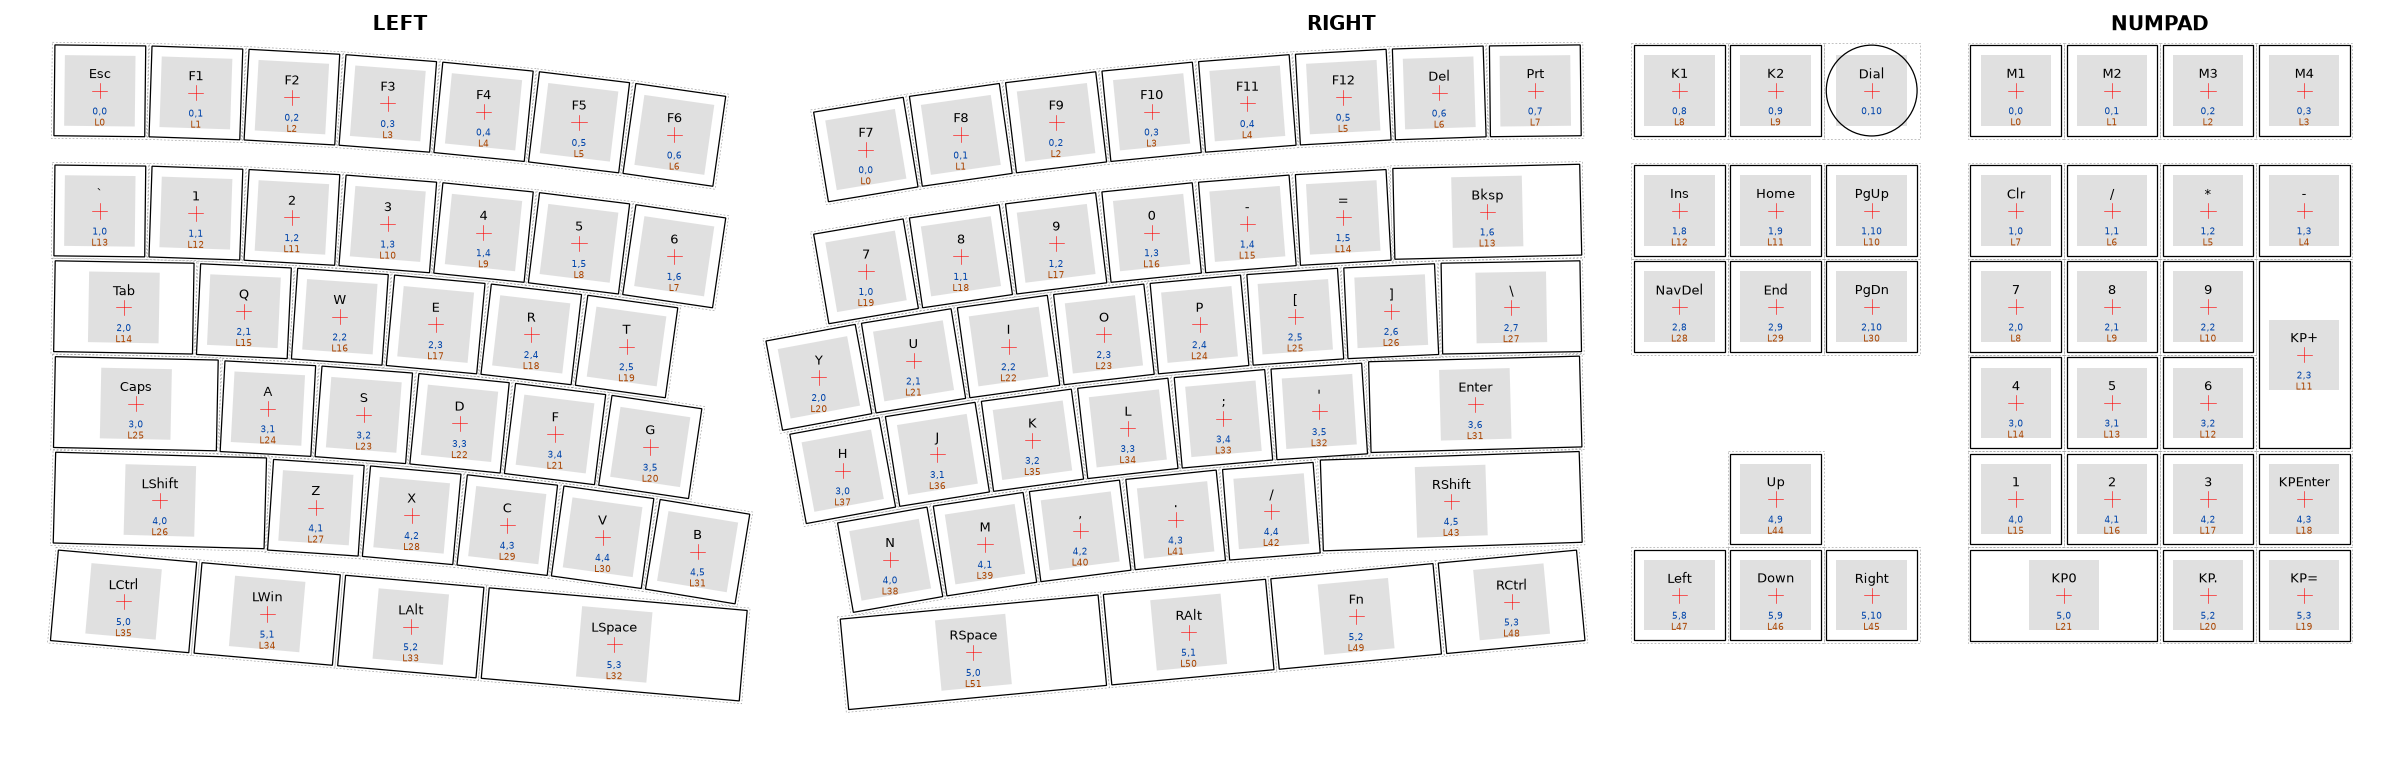 LEFT RIGHT NUMPAD
Esc F1 F2 F3 F4 F5 F6 F7 F8 F9 F10 F11 F12 Del Prt K1 K2 Dial M1 M2 M3 M4
0,0 0,1 0,2 0,3 0,4 0,5 0,6 0,0 0,1 0,2 0,3 0,4 0,5 0,6 0,7 0,8 0,9 0,10 0,0 0,1 0,2 0,3
L0 L1 L2 L3 L4 L5 L6 L0 L1 L2 L3 L4 L5 L6 L7 L8 L9 L0 L1 L2 L3
` 1 2 3 4 5 6 7 8 9 0 - = Bksp Ins Home PgUp Clr / * -
1,0 1,1 1,2 1,3 1,4 1,5 1,6 1,0 1,1 1,2 1,3 1,4 1,5 1,6 1,8 1,9 1,10 1,0 1,1 1,2 1,3
L13 L12 L11 L10 L9 L8 L7 L19 L18 L17 L16 L15 L14 L13 L12 L11 L10 L7 L6 L5 L4
Tab Q W E R T Y U I O P [ ] \ NavDel End PgDn 7 8 9 KP+
2,0 2,1 2,2 2,3 2,4 2,5 2,0 2,1 2,2 2,3 2,4 2,5 2,6 2,7 2,8 2,9 2,10 2,0 2,1 2,2 2,3
L14 L15 L16 L17 L18 L19 L20 L21 L22 L23 L24 L25 L26 L27 L28 L29 L30 L8 L9 L10 L11
Caps A S D F G H J K L ; ' Enter 4 5 6
3,0 3,1 3,2 3,3 3,4 3,5 3,0 3,1 3,2 3,3 3,4 3,5 3,6 3,0 3,1 3,2
L25 L24 L23 L22 L21 L20 L37 L36 L35 L34 L33 L32 L31 L14 L13 L12
LShift Z X C V B N M , . / RShift Up 1 2 3 KPEnter
4,0 4,1 4,2 4,3 4,4 4,5 4,0 4,1 4,2 4,3 4,4 4,5 4,9 4,0 4,1 4,2 4,3
L26 L27 L28 L29 L30 L31 L38 L39 L40 L41 L42 L43 L44 L15 L16 L17 L18
LCtrl LWin LAlt LSpace RSpace RAlt Fn RCtrl Left Down Right KP0 KP. KP=
5,0 5,1 5,2 5,3 5,0 5,1 5,2 5,3 5,8 5,9 5,10 5,0 5,2 5,3
L35 L34 L33 L32 L51 L50 L49 L48 L47 L46 L45 L21 L20 L19